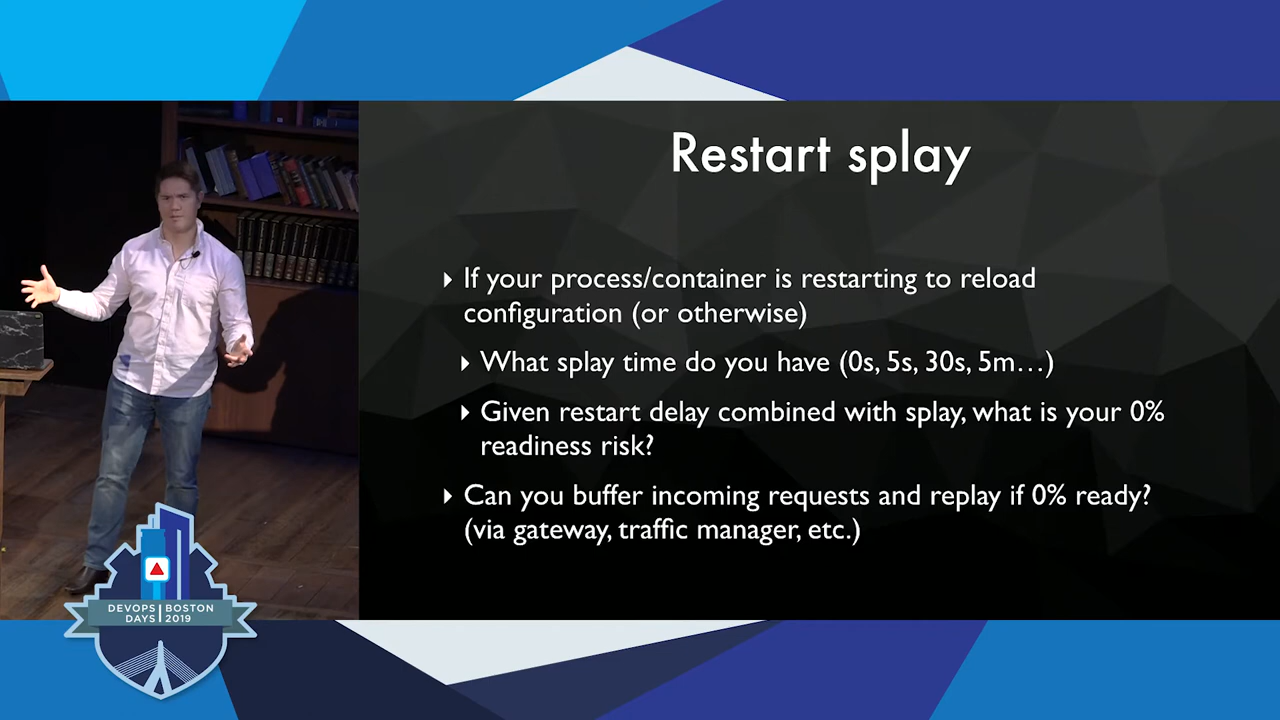 Restart splay
If your process/container is restarting to reload
configuration (or otherwise)
What splay time do you have (0s, 5s, 30s, 5m…)
Given restart delay combined with splay, what is your 0%
readiness risk?
Can you buffer incoming requests and replay if 0% ready?
(via gateway, traffic manager, etc.)
DEVOPS BOSTON
DAYS 2019